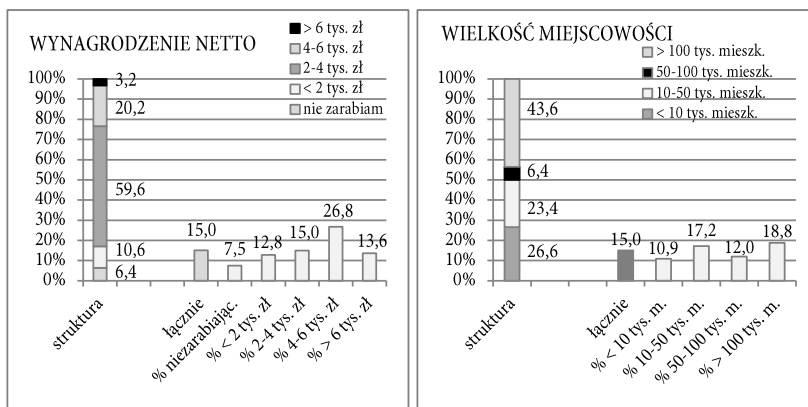 WYNAGRODZENIE NETTO
> 6 tys. zł
4-6 tys. zł
2-4 tys. zł
< 2 tys. zł
nie zarabiam
100%
90%
80%
70%
60%
50%
40%
30%
20%
10%
0%
3,2
20,2
59,6
10,6
6,4
15,0
7,5
12,8
15,0
26,8
13,6
struktura
łącznie
% niezarabiając.
% < 2 tys. zł
% 2-4 tys. zł
% 4-6 tys. zł
% > 6 tys. zł
WIELKOŚĆ MIEJSCOWOŚCI
> 100 tys. mieszk.
50-100 tys. mieszk.
10-50 tys. mieszk.
< 10 tys. mieszk.
100%
90%
80%
70%
60%
50%
40%
30%
20%
10%
0%
43,6
6,4
23,4
26,6
15,0
10,9
17,2
12,0
18,8
struktura
łącznie
% < 10 tys. m.
% 10-50 tys. m.
% 50-100 tys. m.
% > 100 tys. m.